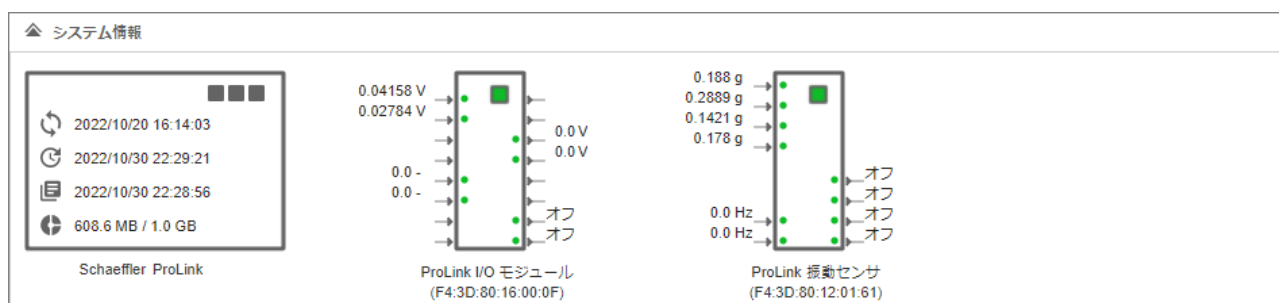 システム情報
2022/10/20 16:14:03
2022/10/30 22:29:21
2022/10/30 22:28:56
608.6 MB / 1.0 GB
Schaeffler ProLink
0.04158 V
0.02784 V
0.0 V
0.0 V
0.0 -
0.0 -
オフ
オフ
ProLink I/O モジュール
(F4:3D:80:16:00:0F)
0.188 g
0.2889 g
0.1421 g
0.178 g
オフ
オフ
0.0 Hz オフ
0.0 Hz オフ
ProLink 振動センサ
(F4:3D:80:12:01:61)